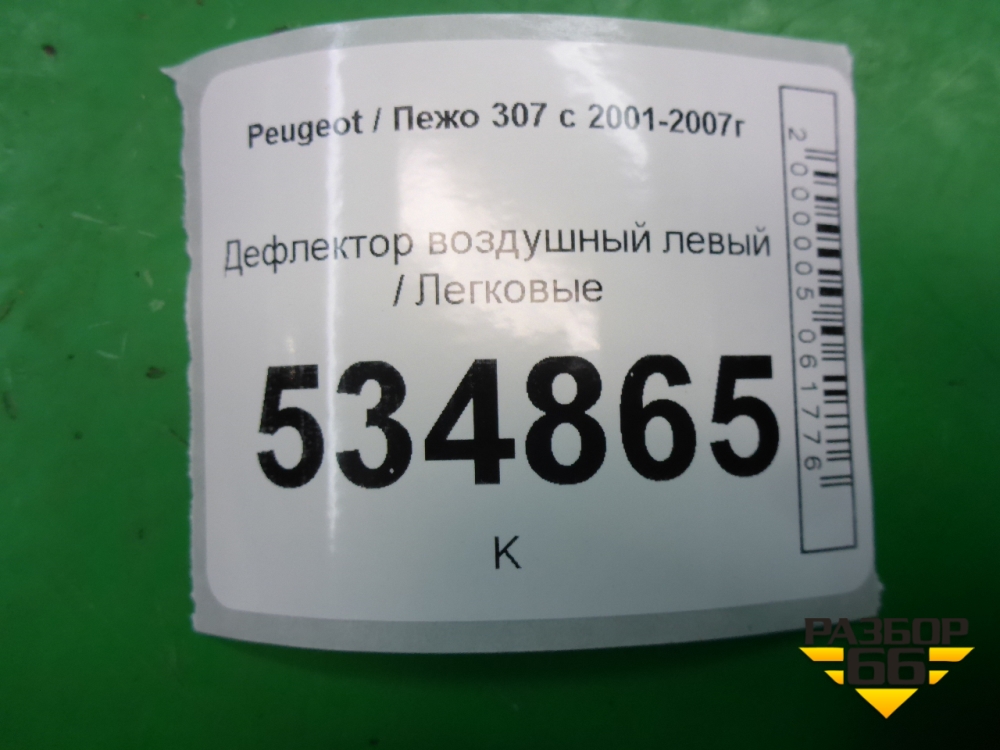 Peugeot / Пежо 307 с 2001-2007г
Дефлектор воздушный левый
/ Легковые
534865
К
2000005061776
РАЗБОР
66